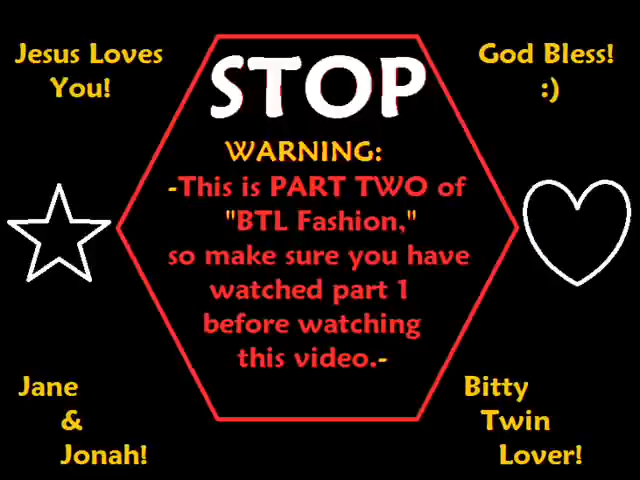 Jesus Loves
You!
God Bless!
:)
STOP
WARNING:
-This is PART TWO of
"BTL Fashion,"
so make sure you have
watched part 1
before watching
this video.-
Jane
&
Jonah!
Bitty
Twin
Lover!